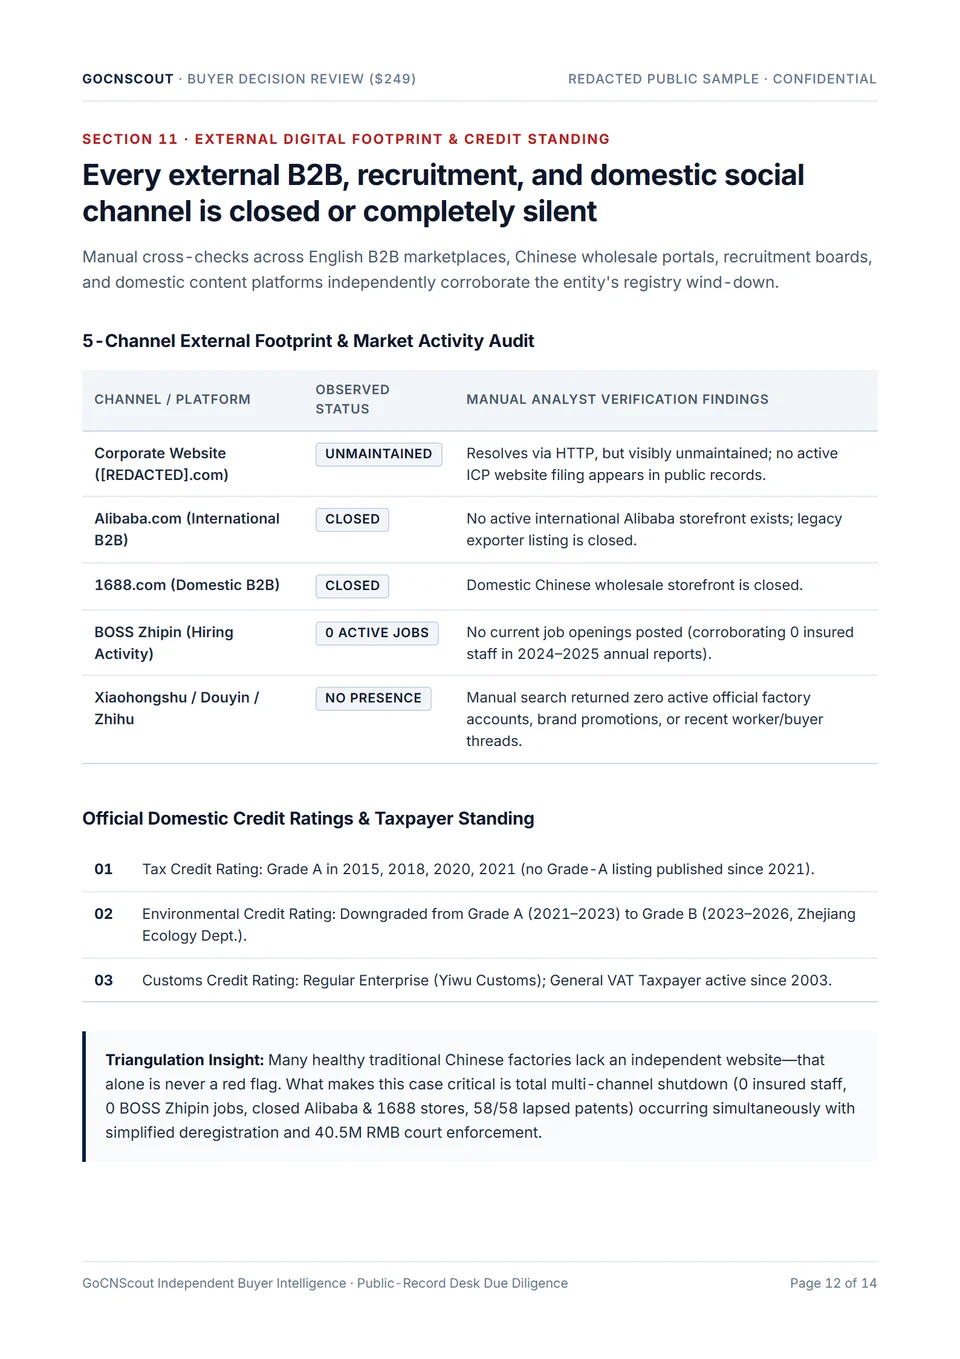 GOCNSCOUT · BUYER DECISION REVIEW ($249)
REDACTED PUBLIC SAMPLE · CONFIDENTIAL
SECTION 11 · EXTERNAL DIGITAL FOOTPRINT & CREDIT STANDING
Every external B2B, recruitment, and domestic social
channel is closed or completely silent
Manual cross-checks across English B2B marketplaces, Chinese wholesale portals, recruitment boards,
and domestic content platforms independently corroborate the entity's registry wind-down.
5-Channel External Footprint & Market Activity Audit
CHANNEL / PLATFORM
OBSERVED
STATUS
MANUAL ANALYST VERIFICATION FINDINGS
Corporate Website
([REDACTED].com)
UNMAINTAINED
Resolves via HTTP, but visibly unmaintained; no active
ICP website filing appears in public records.
Alibaba.com (International
B2B)
CLOSED
No active international Alibaba storefront exists; legacy
exporter listing is closed.
1688.com (Domestic B2B)
CLOSED
Domestic Chinese wholesale storefront is closed.
BOSS Zhipin (Hiring
Activity)
0 ACTIVE JOBS
No current job openings posted (corroborating 0 insured
staff in 2024–2025 annual reports).
Xiaohongshu / Douyin /
Zhihu
NO PRESENCE
Manual search returned zero active official factory
accounts, brand promotions, or recent worker/buyer
threads.
Official Domestic Credit Ratings & Taxpayer Standing
01 Tax Credit Rating: Grade A in 2015, 2018, 2020, 2021 (no Grade-A listing published since 2021).
02 Environmental Credit Rating: Downgraded from Grade A (2021–2023) to Grade B (2023–2026, Zhejiang
Ecology Dept.).
03 Customs Credit Rating: Regular Enterprise (Yiwu Customs); General VAT Taxpayer active since 2003.
Triangulation Insight: Many healthy traditional Chinese factories lack an independent website—that
alone is never a red flag. What makes this case critical is total multi-channel shutdown (0 insured staff,
0 BOSS Zhipin jobs, closed Alibaba & 1688 stores, 58/58 lapsed patents) occurring simultaneously with
simplified deregistration and 40.5M RMB court enforcement.
GoCNScout Independent Buyer Intelligence · Public-Record Desk Due Diligence
Page 12 of 14